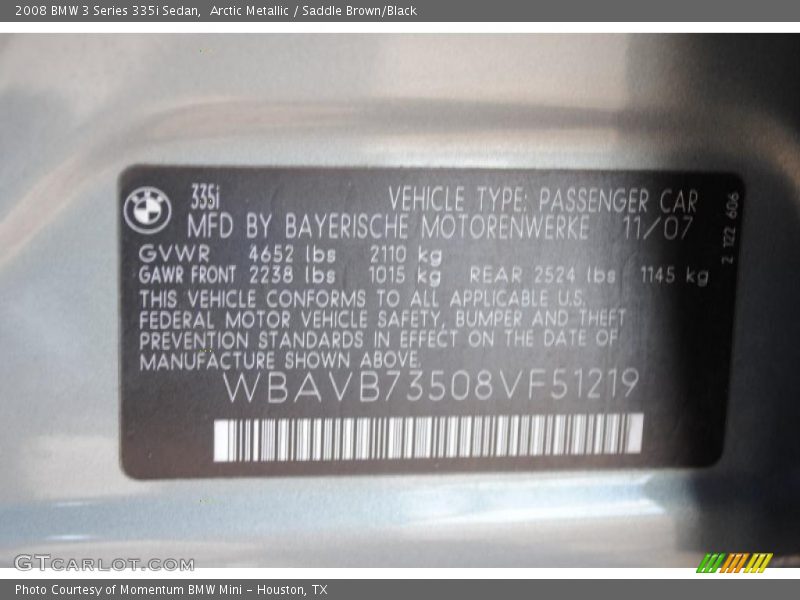 2008 BMW 3 Series 335i Sedan,  Arctic Metallic / Saddle Brown/Black
335i
VEHICLE TYPE: PASSENGER CAR
MFD BY BAYERISCHE MOTORENWERKE 11/07
GVWR 4652 lbs 2110 kg
GAWR FRONT 2238 lbs 1015 kg REAR 2524 lbs 1145 kg
THIS VEHICLE CONFORMS TO ALL APPLICABLE U.S.
FEDERAL MOTOR VEHICLE SAFETY, BUMPER AND THEFT
PREVENTION STANDARDS IN EFFECT ON THE DATE OF
MANUFACTURE SHOWN ABOVE.
WBAVB73508VF51219
2 122 606
GTCARLOT.COM
Photo Courtesy of Momentum BMW Mini - Houston, TX